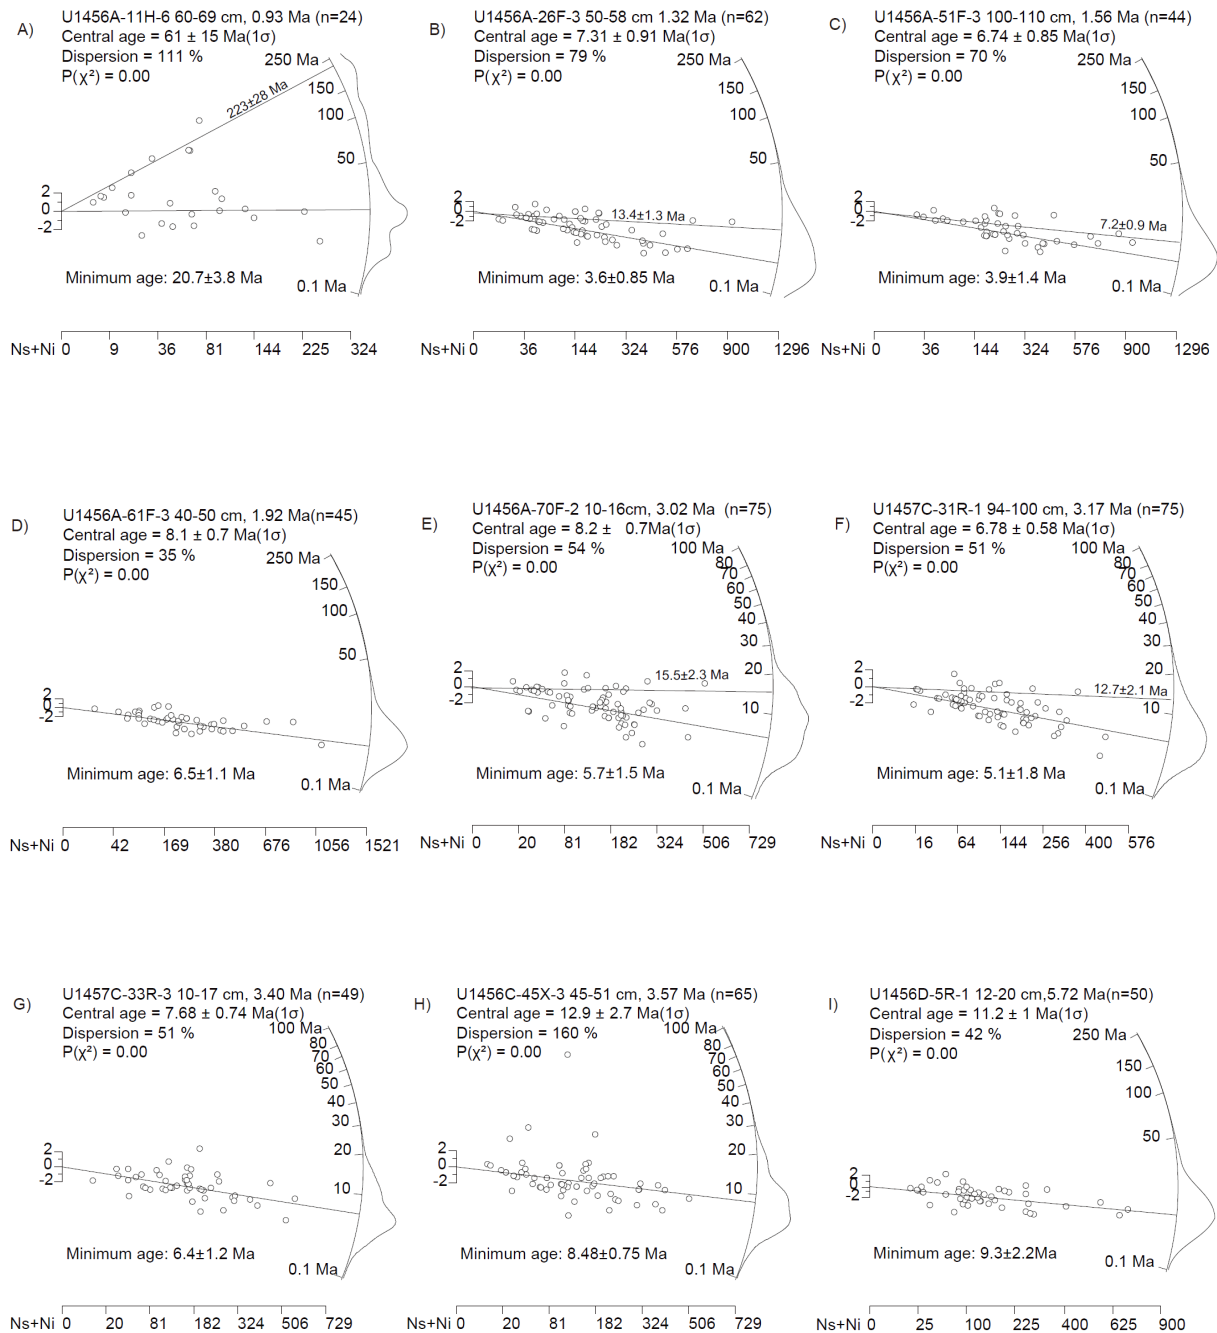 A)
U1456A-11H-6 60-69 cm, 0.93 Ma (n=24)
Central age = 61 ± 15 Ma(1σ)
Dispersion = 111 %
P(χ²) = 0.00
250 Ma
150
100
50
0.1 Ma
223±28 Ma
2
0
-2
Minimum age: 20.7±3.8 Ma
Ns+Ni 0 9 36 81 144 225 324
B)
U1456A-26F-3 50-58 cm 1.32 Ma (n=62)
Central age = 7.31 ± 0.91 Ma(1σ)
Dispersion = 79 %
P(χ²) = 0.00
250 Ma
150
100
50
0.1 Ma
13.4±1.3 Ma
2
0
-2
Minimum age: 3.6±0.85 Ma
Ns+Ni 0 36 144 324 576 900 1296
C)
U1456A-51F-3 100-110 cm, 1.56 Ma (n=44)
Central age = 6.74 ± 0.85 Ma(1σ)
Dispersion = 70 %
P(χ²) = 0.00
250 Ma
150
100
50
0.1 Ma
7.2±0.9 Ma
2
0
-2
Minimum age: 3.9±1.4 Ma
Ns+Ni 0 36 144 324 576 900 1296
D)
U1456A-61F-3 40-50 cm, 1.92 Ma(n=45)
Central age = 8.1 ± 0.7 Ma(1σ)
Dispersion = 35 %
P(χ²) = 0.00
250 Ma
150
100
50
0.1 Ma
2
0
-2
Minimum age: 6.5±1.1 Ma
Ns+Ni 0 42 169 380 676 1056 1521
E)
U1456A-70F-2 10-16cm, 3.02 Ma (n=75)
Central age = 8.2 ± 0.7Ma(1σ)
Dispersion = 54 %
P(χ²) = 0.00
100 Ma
80
70
60
50
40
30
20
10
0.1 Ma
15.5±2.3 Ma
2
0
-2
Minimum age: 5.7±1.5 Ma
Ns+Ni 0 20 81 182 324 506 729
F)
U1457C-31R-1 94-100 cm, 3.17 Ma (n=75)
Central age = 6.78 ± 0.58 Ma(1σ)
Dispersion = 51 %
P(χ²) = 0.00
100 Ma
80
70
60
50
40
30
20
10
0.1 Ma
12.7±2.1 Ma
2
0
-2
Minimum age: 5.1±1.8 Ma
Ns+Ni 0 16 64 144 256 400 576
G)
U1457C-33R-3 10-17 cm, 3.40 Ma (n=49)
Central age = 7.68 ± 0.74 Ma(1σ)
Dispersion = 51 %
P(χ²) = 0.00
100 Ma
80
70
60
50
40
30
20
10
0.1 Ma
2
0
-2
Minimum age: 6.4±1.2 Ma
Ns+Ni 0 20 81 182 324 506 729
H)
U1456C-45X-3 45-51 cm, 3.57 Ma (n=65)
Central age = 12.9 ± 2.7 Ma(1σ)
Dispersion = 160 %
P(χ²) = 0.00
100 Ma
80
70
60
50
40
30
20
10
0.1 Ma
2
0
-2
Minimum age: 8.48±0.75 Ma
Ns+Ni 0 20 81 182 324 506 729
I)
U1456D-5R-1 12-20 cm,5.72 Ma(n=50)
Central age = 11.2 ± 1 Ma(1σ)
Dispersion = 42 %
P(χ²) = 0.00
250 Ma
150
100
50
0.1 Ma
2
0
-2
Minimum age: 9.3±2.2Ma
Ns+Ni 0 25 100 225 400 625 900